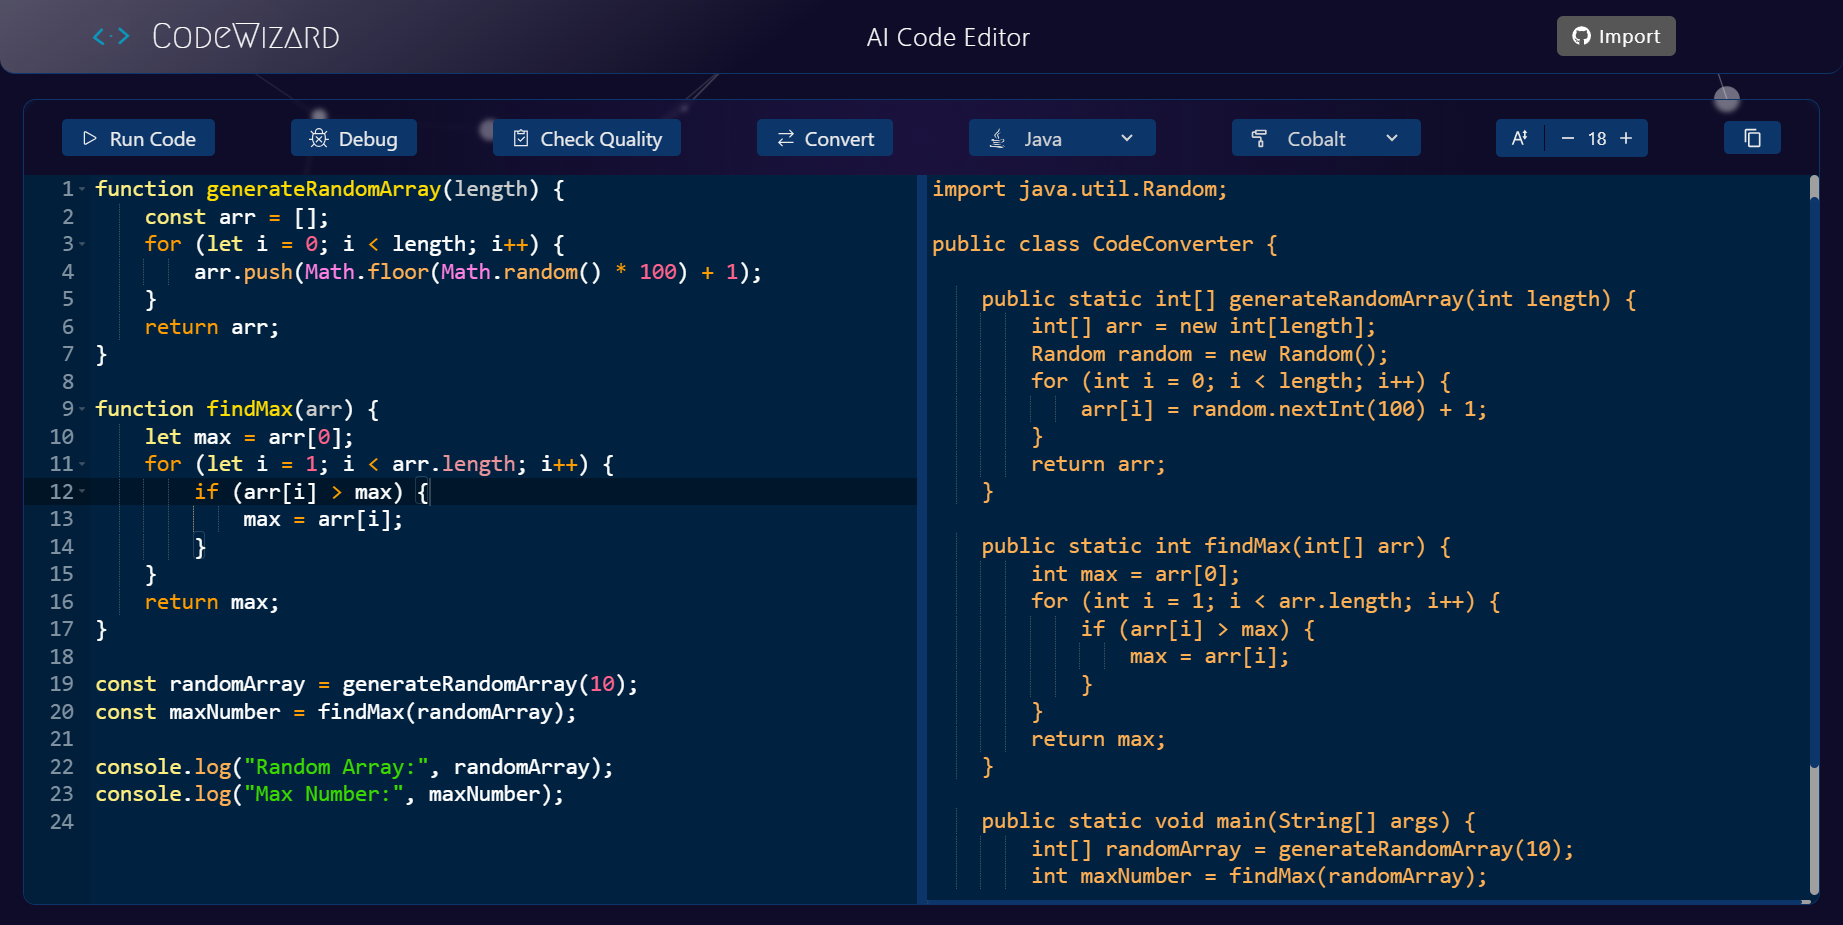 CodeWizard
AI Code Editor
Import
Run Code
Debug
Check Quality
Convert
Java
Cobalt
A
− 18 +
1 function generateRandomArray(length) {
2     const arr = [];
3     for (let i = 0; i < length; i++) {
4         arr.push(Math.floor(Math.random() * 100) + 1);
5     }
6     return arr;
7 }
8
9 function findMax(arr) {
10     let max = arr[0];
11     for (let i = 1; i < arr.length; i++) {
12         if (arr[i] > max) {
13             max = arr[i];
14         }
15     }
16     return max;
17 }
18
19 const randomArray = generateRandomArray(10);
20 const maxNumber = findMax(randomArray);
21
22 console.log("Random Array:", randomArray);
23 console.log("Max Number:", maxNumber);
24
import java.util.Random;
public class CodeConverter {
    public static int[] generateRandomArray(int length) {
        int[] arr = new int[length];
        Random random = new Random();
        for (int i = 0; i < length; i++) {
            arr[i] = random.nextInt(100) + 1;
        }
        return arr;
    }
    public static int findMax(int[] arr) {
        int max = arr[0];
        for (int i = 1; i < arr.length; i++) {
            if (arr[i] > max) {
                max = arr[i];
            }
        }
        return max;
    }
    public static void main(String[] args) {
        int[] randomArray = generateRandomArray(10);
        int maxNumber = findMax(randomArray);